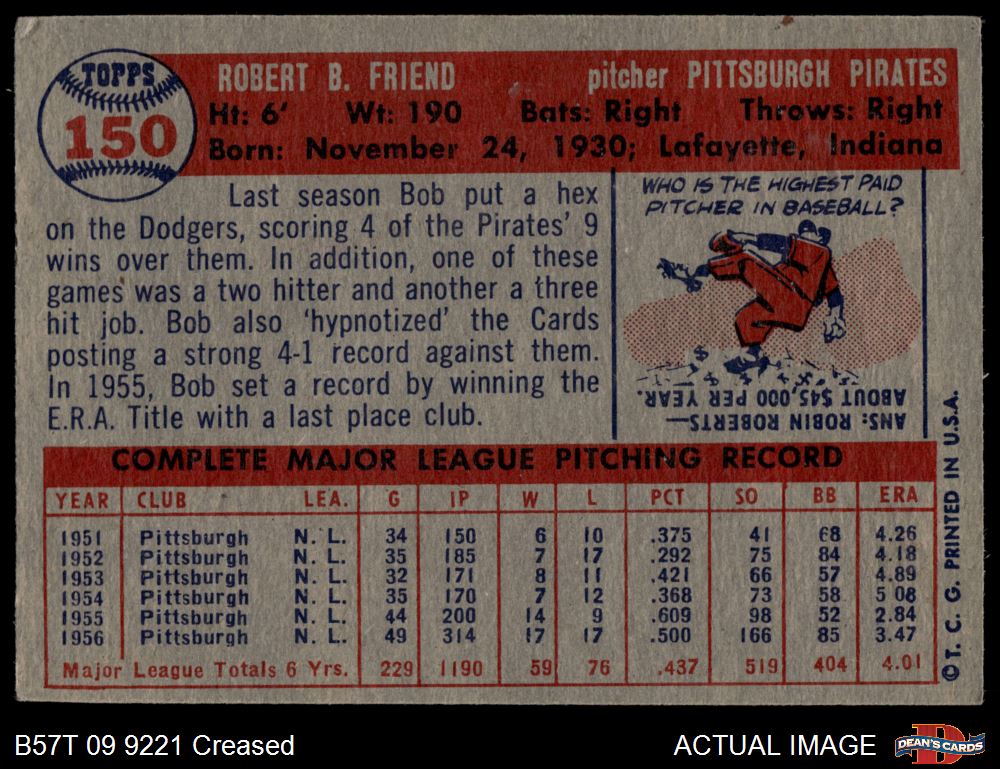 TOPPS
150
ROBERT B. FRIEND pitcher PITTSBURGH PIRATES
Ht: 6' Wt: 190 Bats: Right Throws: Right
Born: November 24, 1930; Lafayette, Indiana
Last season Bob put a hex
on the Dodgers, scoring 4 of the Pirates' 9
wins over them. In addition, one of these
games was a two hitter and another a three
hit job. Bob also 'hypnotized' the Cards
posting a strong 4-1 record against them.
In 1955, Bob set a record by winning the
E.R.A. Title with a last place club.
WHO IS THE HIGHEST PAID
PITCHER IN BASEBALL?
ANS: ROBIN ROBERTS—
ABOUT $45,000 PER YEAR.
COMPLETE MAJOR LEAGUE PITCHING RECORD
YEAR CLUB LEA. G IP W L PCT SO BB ERA
1951 Pittsburgh N. L. 34 150 6 10 .375 41 68 4.26
1952 Pittsburgh N. L. 35 185 7 17 .292 75 84 4.18
1953 Pittsburgh N. L. 32 171 8 11 .421 66 57 4.89
1954 Pittsburgh N. L. 35 170 7 12 .368 73 58 5 08
1955 Pittsburgh N. L. 44 200 14 9 .609 98 52 2.84
1956 Pittsburgh N. L. 49 314 17 17 .500 166 85 3.47
Major League Totals 6 Yrs. 229 1190 59 76 .437 519 404 4.01
© T. C. G. PRINTED IN U.S.A.
B57T 09 9221 Creased
ACTUAL IMAGE
D
DEAN'S CARDS